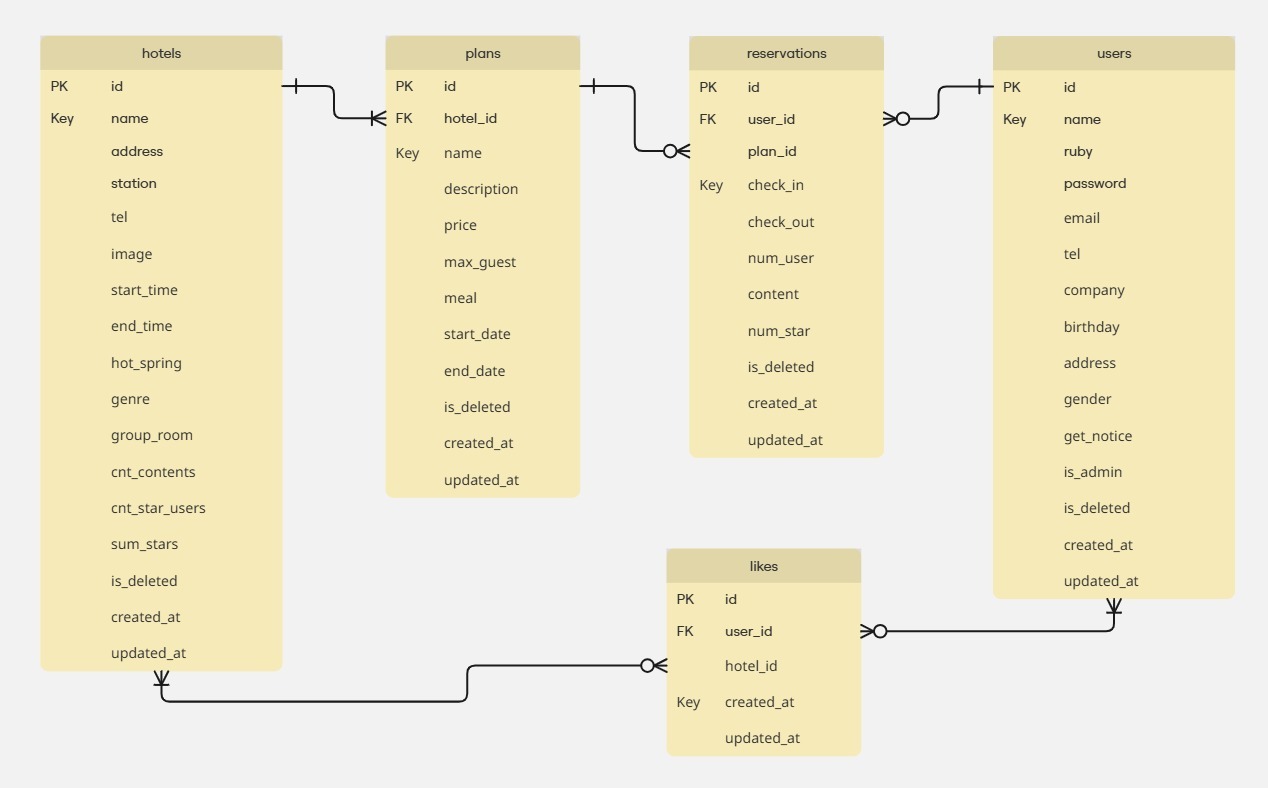 hotels
PK id
Key name
address
station
tel
image
start_time
end_time
hot_spring
genre
group_room
cnt_contents
cnt_star_users
sum_stars
is_deleted
created_at
updated_at
plans
PK id
FK hotel_id
Key name
description
price
max_guest
meal
start_date
end_date
is_deleted
created_at
updated_at
reservations
PK id
FK user_id
plan_id
Key check_in
check_out
num_user
content
num_star
is_deleted
created_at
updated_at
users
PK id
Key name
ruby
password
email
tel
company
birthday
address
gender
get_notice
is_admin
is_deleted
created_at
updated_at
likes
PK id
FK user_id
hotel_id
Key created_at
updated_at